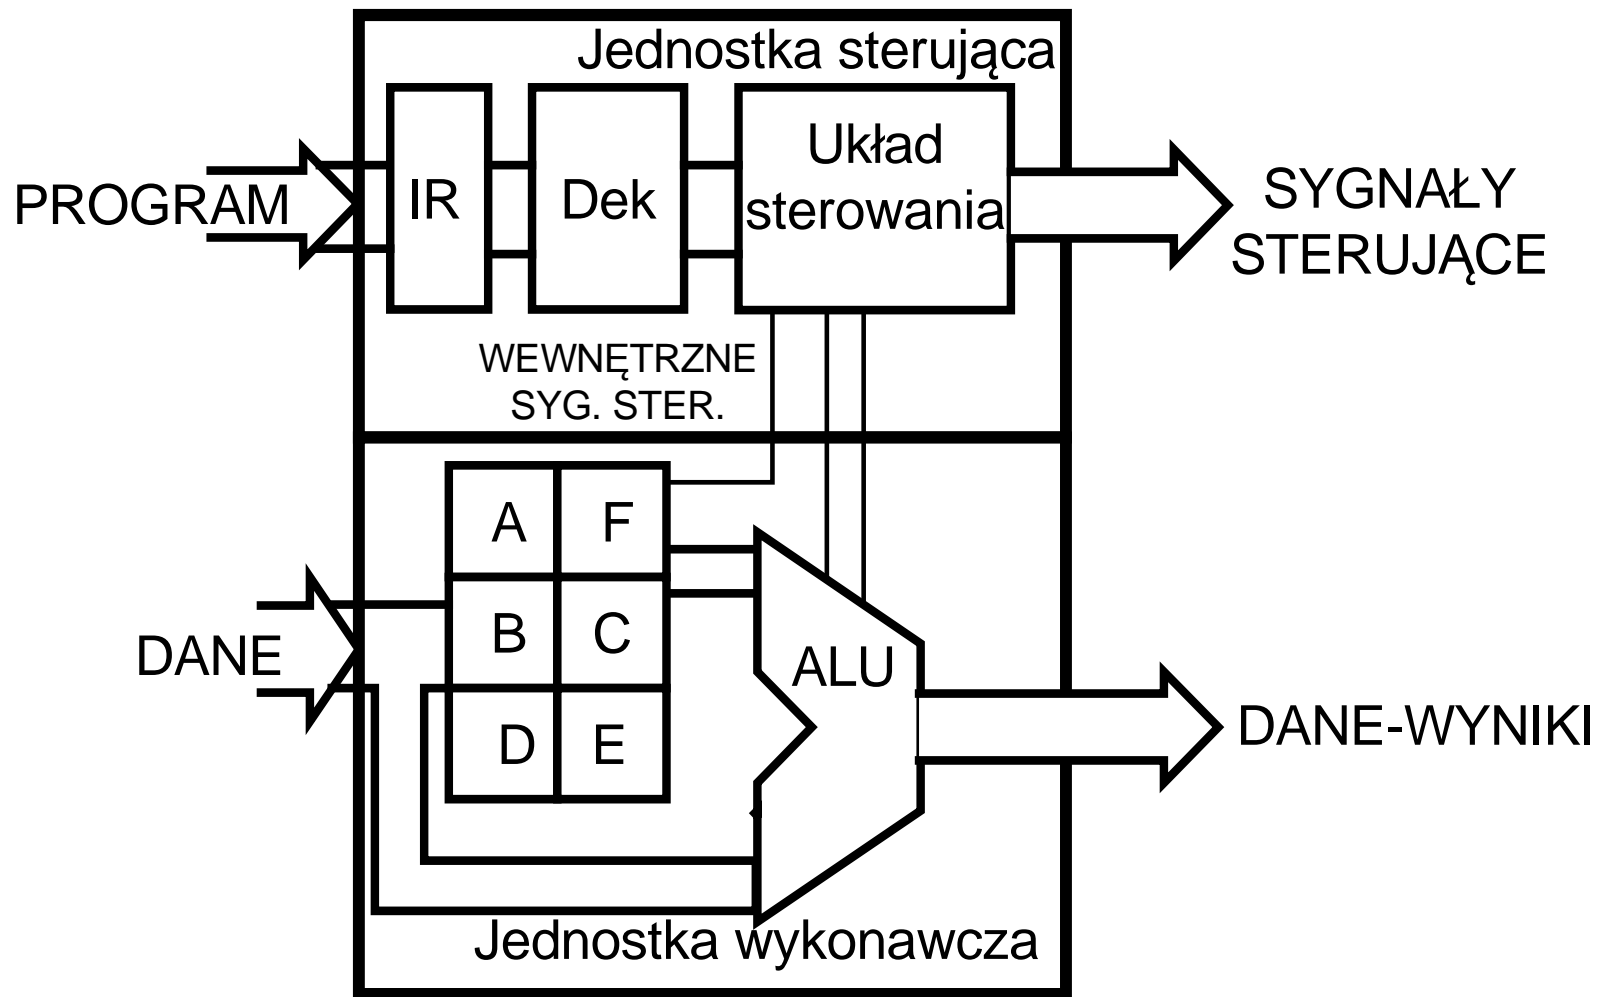 Jednostka sterująca
PROGRAM
IR
Dek
Układ
sterowania
SYGNAŁY
STERUJĄCE
WEWNĘTRZNE
SYG. STER.
A
F
B
C
D
E
DANE
ALU
DANE-WYNIKI
Jednostka wykonawcza